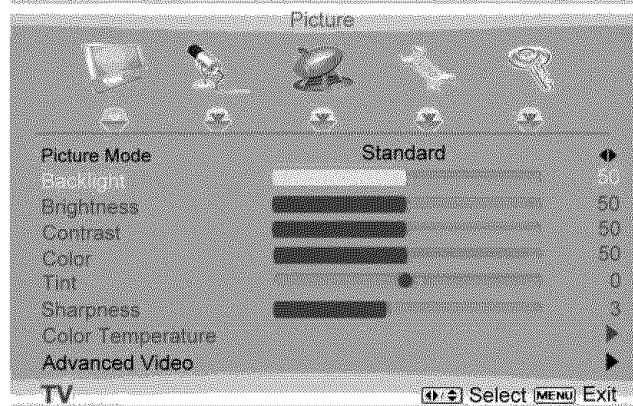 Picture
Picture Mode Standard
Backlight 50
Brightness 50
Contrast 50
Color 50
Tint 0
Sharpness 3
Color Temperature
Advanced Video
TV Select MENU Exit